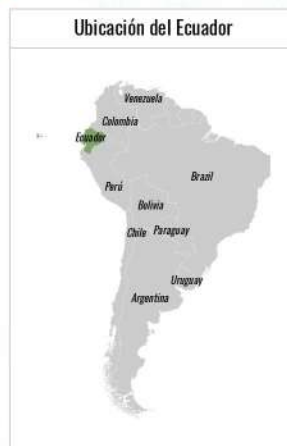 Ubicación del Ecuador
Venezuela
Colombia
Ecuador
Perú
Brazil
Bolivia
Chile
Paraguay
Uruguay
Argentina